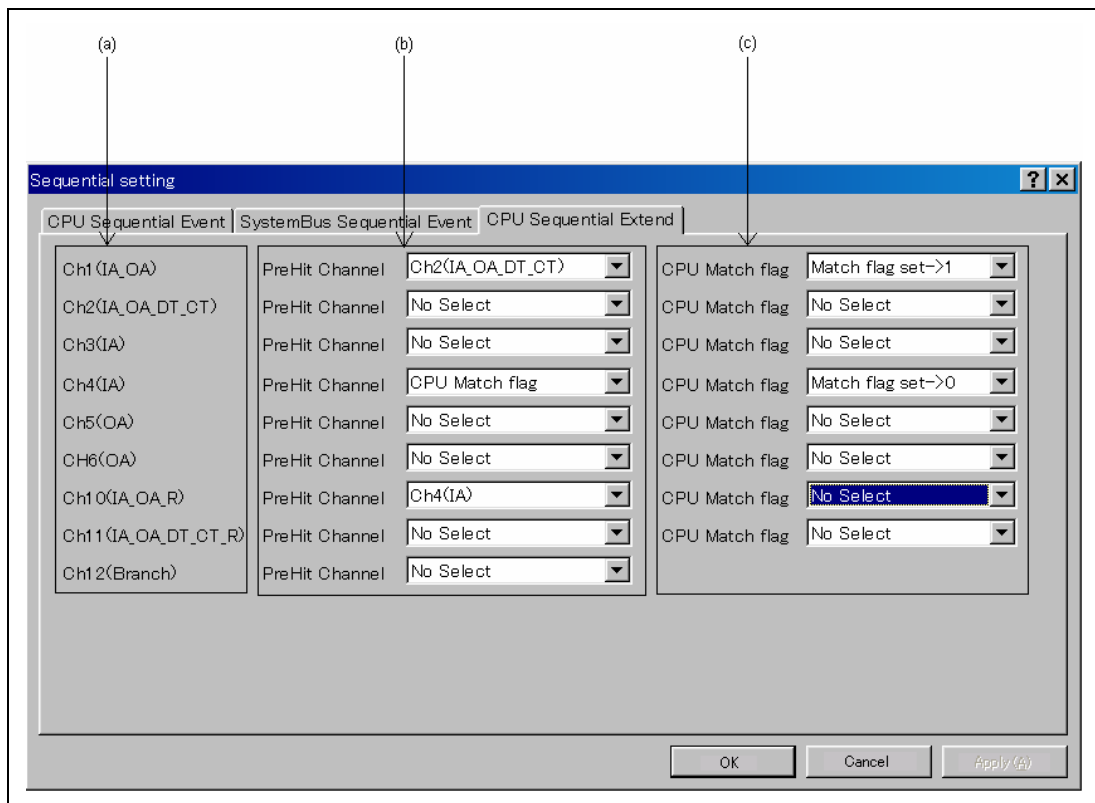 (a) (b) (c)
Sequential setting
CPU Sequential Event SystemBus Sequential Event CPU Sequential Extend
Ch1(IA_OA) PreHit Channel Ch2(IA_OA_DT_CT) CPU Match flag Match flag set->1
Ch2(IA_OA_DT_CT) PreHit Channel No Select CPU Match flag No Select
Ch3(IA) PreHit Channel No Select CPU Match flag No Select
Ch4(IA) PreHit Channel CPU Match flag CPU Match flag Match flag set->0
Ch5(OA) PreHit Channel No Select CPU Match flag No Select
CH6(OA) PreHit Channel No Select CPU Match flag No Select
Ch10(IA_OA_R) PreHit Channel Ch4(IA) CPU Match flag No Select
Ch11(IA_OA_DT_CT_R) PreHit Channel No Select CPU Match flag No Select
Ch12(Branch) PreHit Channel No Select
OK Cancel Apply(A)